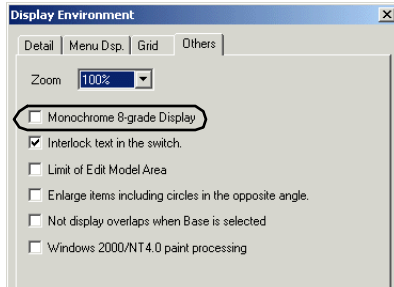 Display Environment
Detail Menu Dsp. Grid Others
Zoom 100%
Monochrome 8-grade Display
Interlock text in the switch.
Limit of Edit Model Area
Enlarge items including circles in the opposite angle.
Not display overlaps when Base is selected
Windows 2000/NT4.0 paint processing